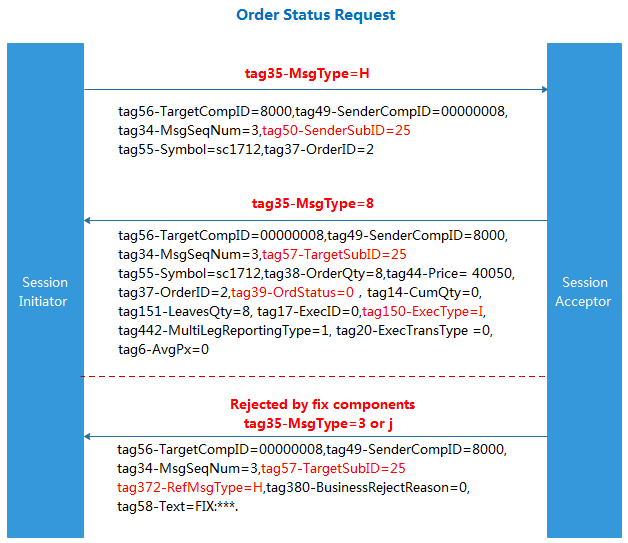 Order Status Request
tag35-MsgType=H
tag56-TargetCompID=8000,tag49-SenderCompID=00000008,
tag34-MsgSeqNum=3,tag50-SenderSubID=25
tag55-Symbol=sc1712,tag37-OrderID=2
tag35-MsgType=8
tag56-TargetCompID=00000008,tag49-SenderCompID=8000,
tag34-MsgSeqNum=3,tag57-TargetSubID=25
tag55-Symbol=sc1712,tag38-OrderQty=8,tag44-Price= 40050,
tag37-OrderID=2,tag39-OrdStatus=0 , tag14-CumQty=0,
tag151-LeavesQty=8, tag17-ExecID=0,tag150-ExecType=I,
tag442-MultiLegReportingType=1, tag20-ExecTransType =0,
tag6-AvgPx=0
Session
Initiator
Session
Acceptor
Rejected by fix components
tag35-MsgType=3 or j
tag56-TargetCompID=00000008,tag49-SenderCompID=8000,
tag34-MsgSeqNum=3,tag57-TargetSubID=25
tag372-RefMsgType=H,tag380-BusinessRejectReason=0,
tag58-Text=FIX:***.